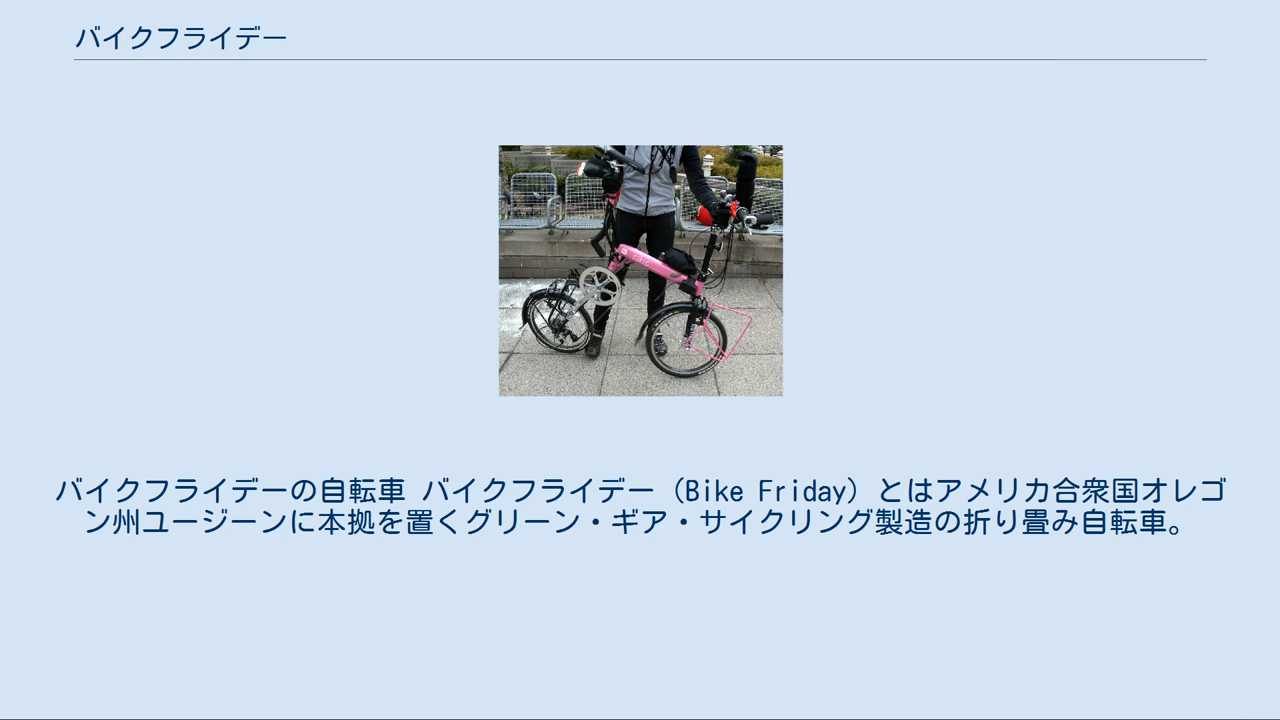 バイクフライデー
バイクフライデーの自転車 バイクフライデー（Bike Friday）とはアメリカ合衆国オレゴ
ン州ユージーンに本拠を置くグリーン・ギア・サイクリング製造の折り畳み自転車。